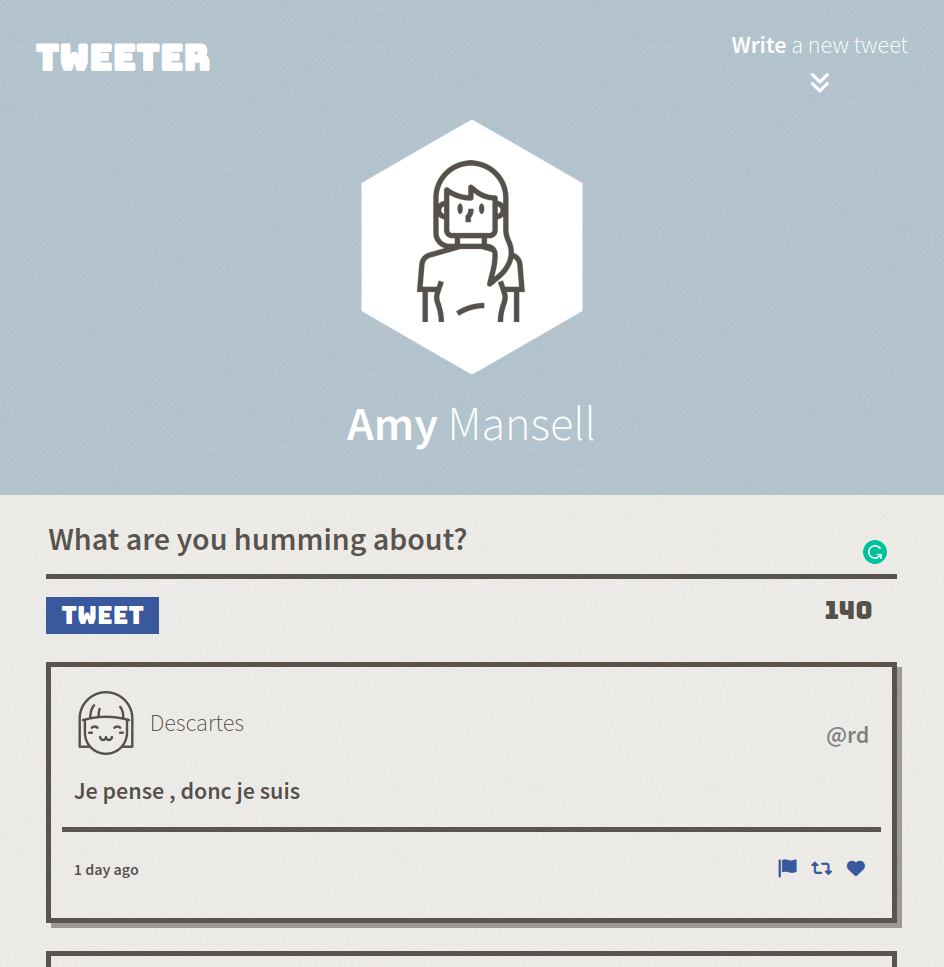 TWEETER
Write a new tweet
Amy Mansell
What are you humming about?
TWEET
140
Descartes
@rd
Je pense , donc je suis
1 day ago